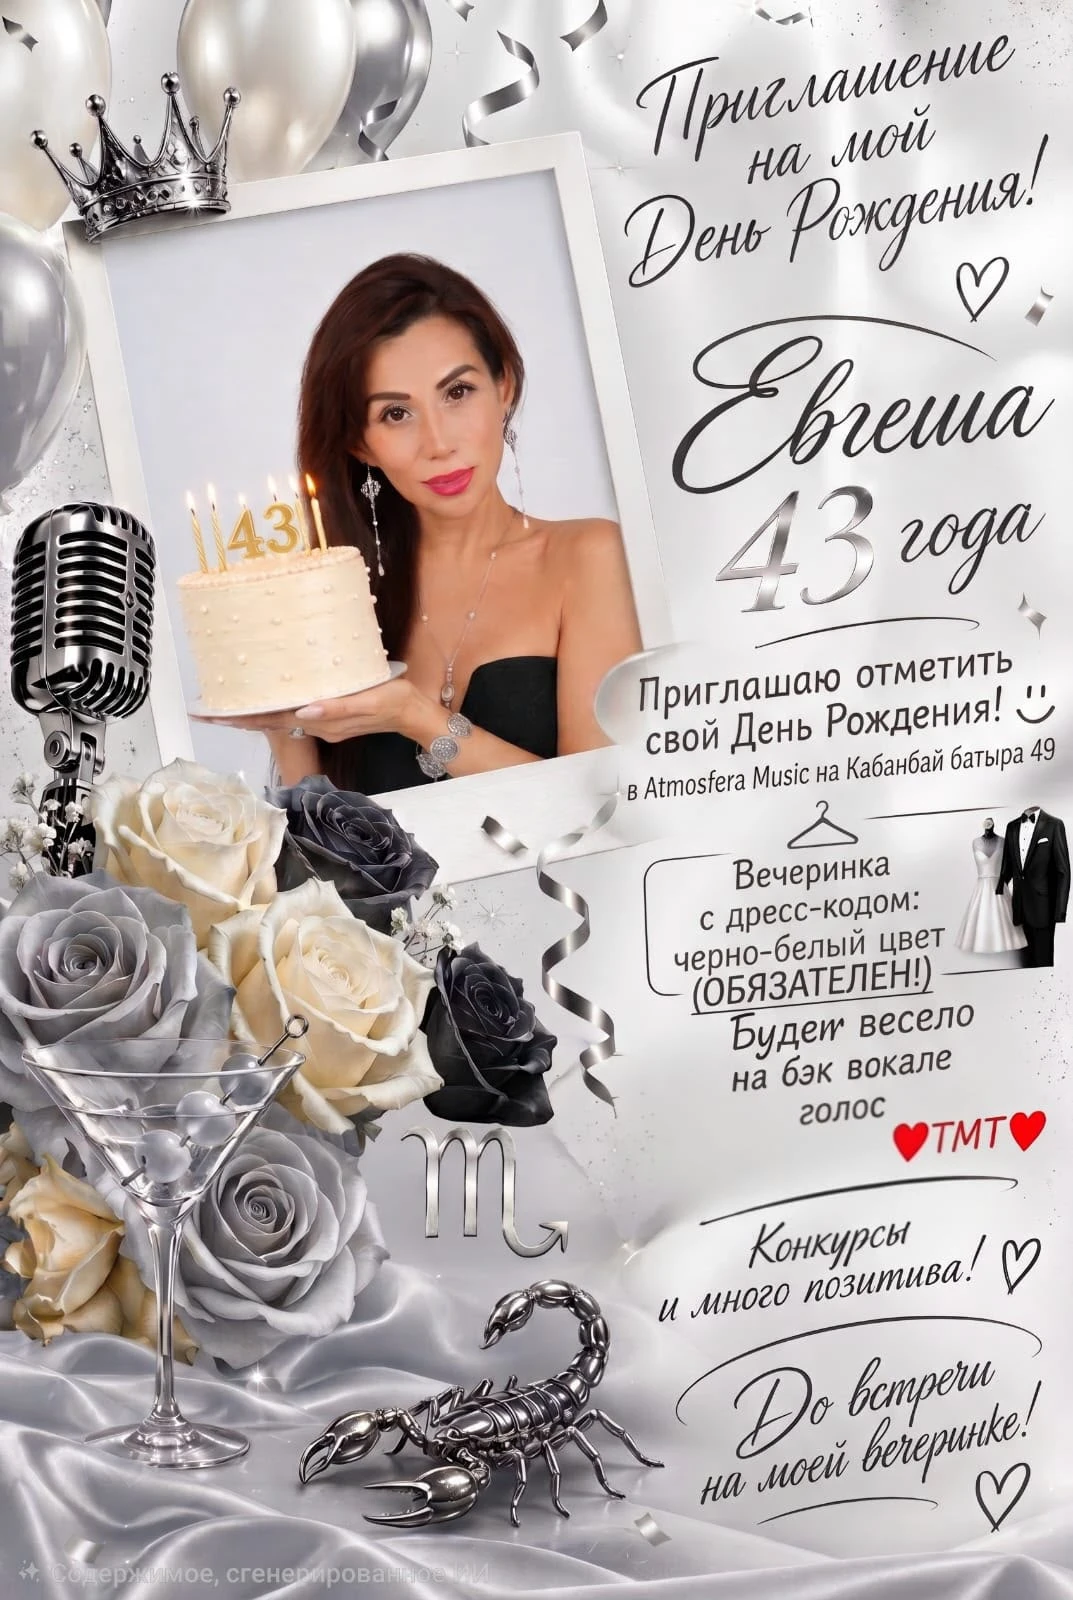 Приглашение
на мой
День Рождения!
Евгеша
43 года
43
Приглашаю отметить
свой День Рождения!
в Atmosfera Music на Кабанбай батыра 49
Вечеринка
с дресс-кодом:
черно-белый цвет
(ОБЯЗАТЕЛЕН!)
Будет весело
на бэк вокале
голос
♥ТМТ♥
Конкурсы
и много позитива!
До встречи
на моей вечеринке!
Содержимое, сгенерированное ИИ